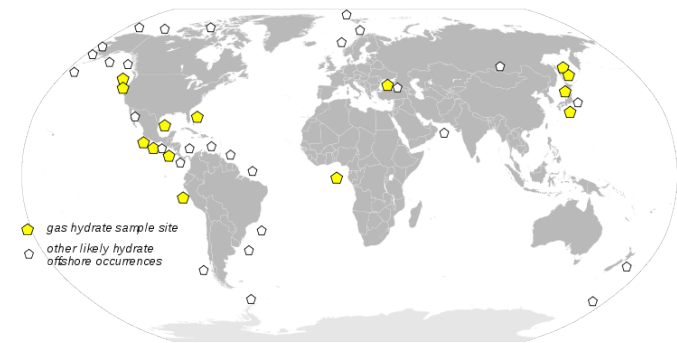 gas hydrate sample site
other likely hydrate
offshore occurrences